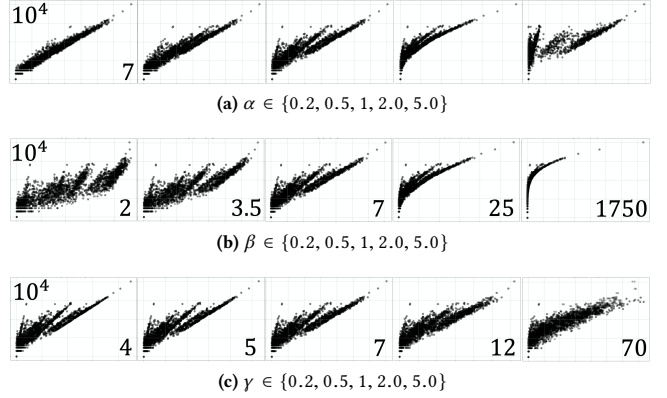 10⁴
7
(a) α ∈ {0.2, 0.5, 1, 2.0, 5.0}
10⁴
2 3.5 7 25 1750
(b) β ∈ {0.2, 0.5, 1, 2.0, 5.0}
10⁴
4 5 7 12 70
(c) γ ∈ {0.2, 0.5, 1, 2.0, 5.0}